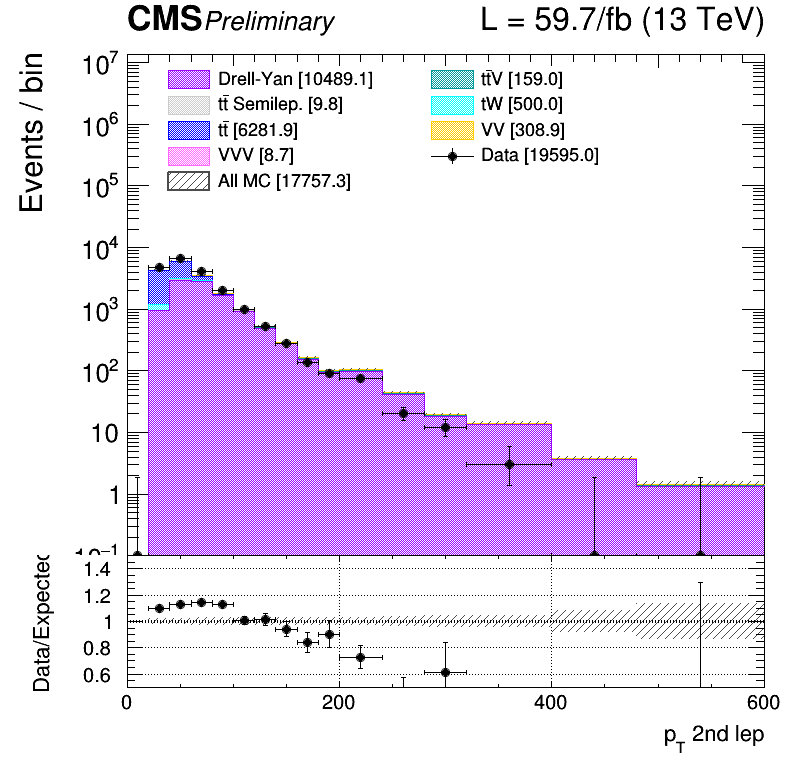 CMS Preliminary L = 59.7/fb (13 TeV)
Events / bin
10⁷
10⁶
10⁵
10⁴
10³
10²
10
1
10⁻¹
Drell-Yan [10489.1]
tt̄ Semilep. [9.8]
tt̄ [6281.9]
VVV [8.7]
All MC [17757.3]
tt̄V [159.0]
tW [500.0]
VV [308.9]
Data [19595.0]
Data/Expected
1.4
1.2
1
0.8
0.6
0 200 400 600
p_T 2nd lep